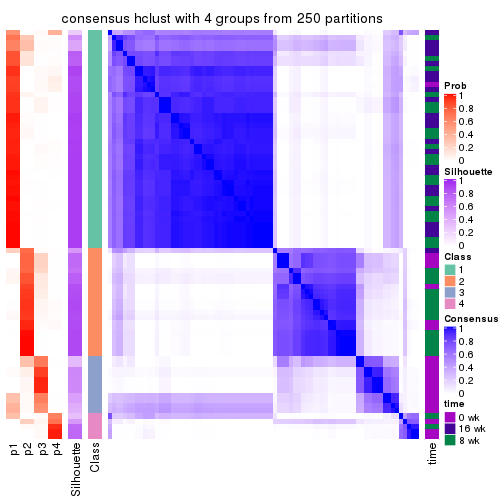 consensus hclust with 4 groups from 250 partitions
Prob
1
0.8
0.6
0.4
0.2
0
Silhouette
1
0.8
0.6
0.4
0.2
0
Class
1
2
3
4
Consensus
1
0.8
0.6
0.4
0.2
0
time
0 wk
16 wk
8 wk
p1
p2
p3
p4
Silhouette
Class
time